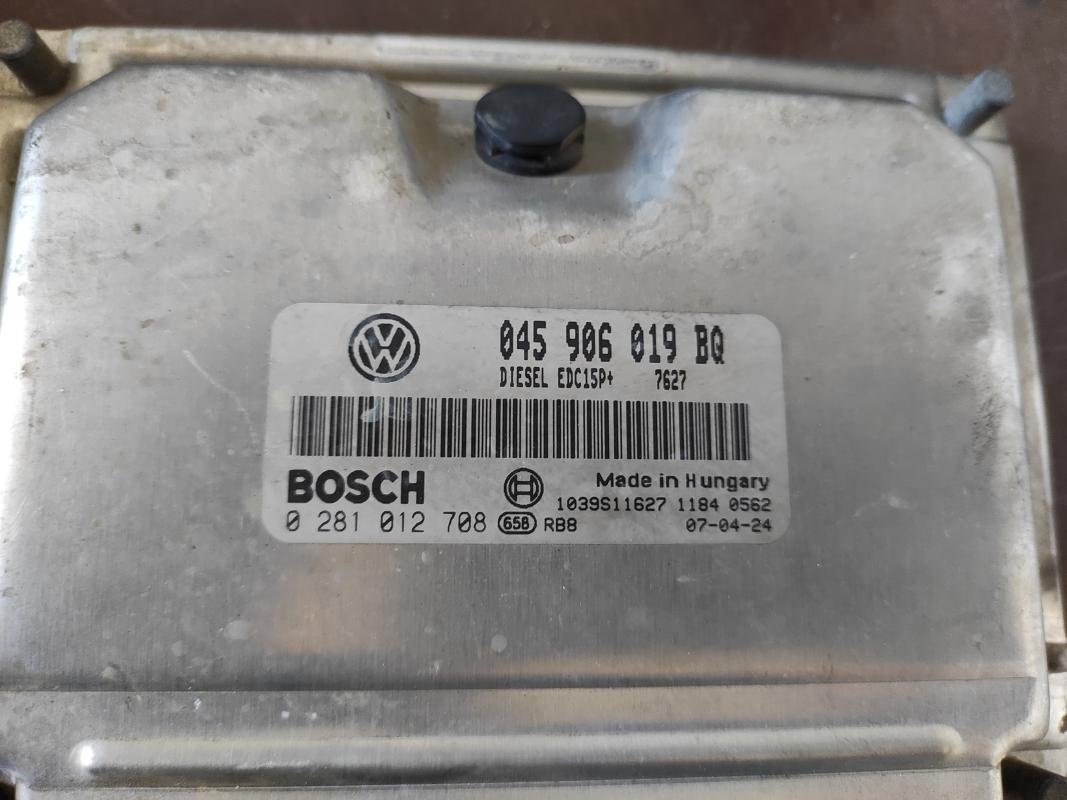 045 906 019 BQ
DIESEL EDC15P+ 7627
BOSCH
Made in Hungary
1039S11627 1184 0562
0 281 012 708 658 RB8 07-04-24